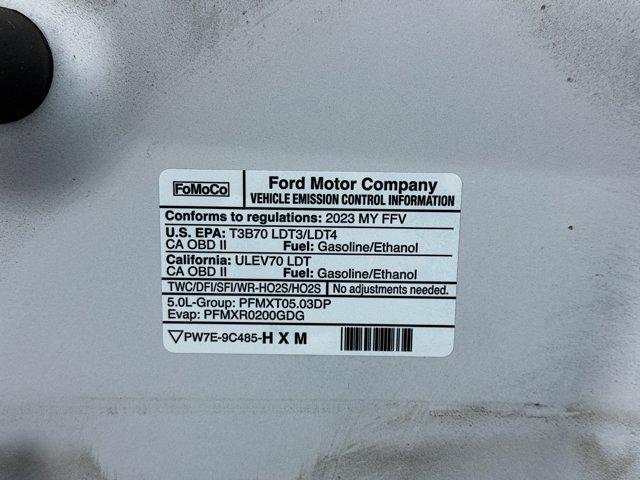 FoMoCo
Ford Motor Company
VEHICLE EMISSION CONTROL INFORMATION
Conforms to regulations: 2023 MY FFV
U.S. EPA: T3B70 LDT3/LDT4
CA OBD II Fuel: Gasoline/Ethanol
California: ULEV70 LDT
CA OBD II Fuel: Gasoline/Ethanol
TWC/DFI/SFI/WR-HO2S/HO2S No adjustments needed.
5.0L-Group: PFMXT05.03DP
Evap: PFMXR0200GDG
PW7E-9C485-H X M